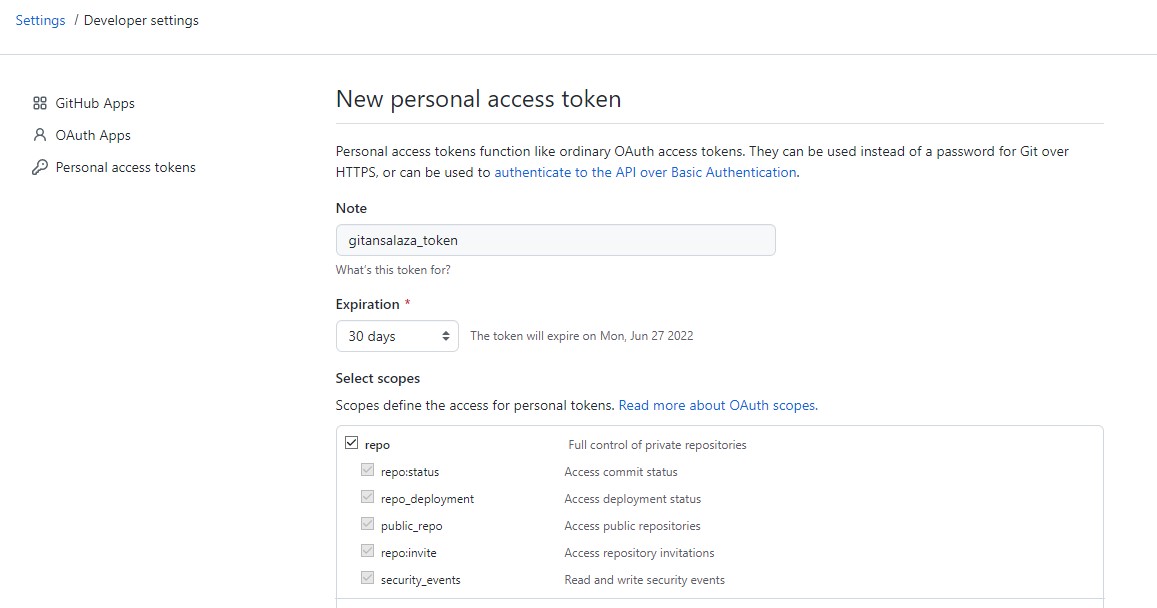 Settings / Developer settings
GitHub Apps
OAuth Apps
Personal access tokens
New personal access token
Personal access tokens function like ordinary OAuth access tokens. They can be used instead of a password for Git over
HTTPS, or can be used to authenticate to the API over Basic Authentication.
Note
gitansalaza_token
What's this token for?
Expiration *
30 days The token will expire on Mon, Jun 27 2022
Select scopes
Scopes define the access for personal tokens. Read more about OAuth scopes.
repo Full control of private repositories
repo:status Access commit status
repo_deployment Access deployment status
public_repo Access public repositories
repo:invite Access repository invitations
security_events Read and write security events